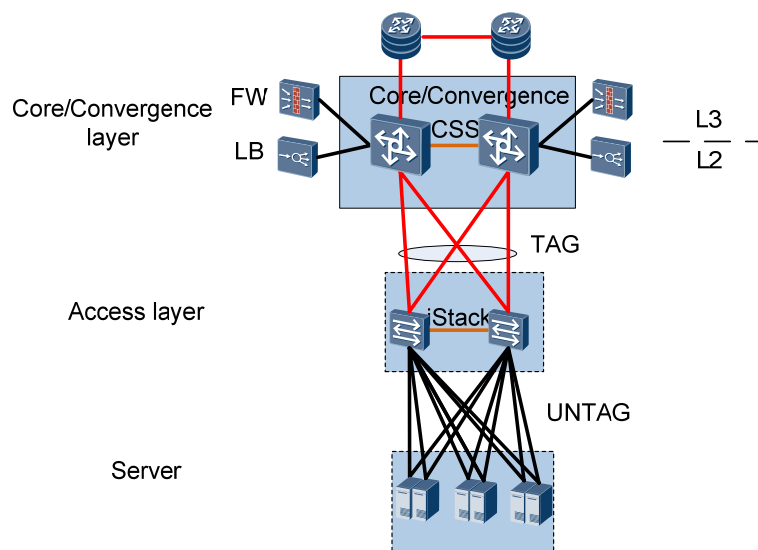 FW
Core/Convergence
layer
LB
Core/Convergence
CSS
L3
L2
TAG
Access layer
iStack
UNTAG
Server